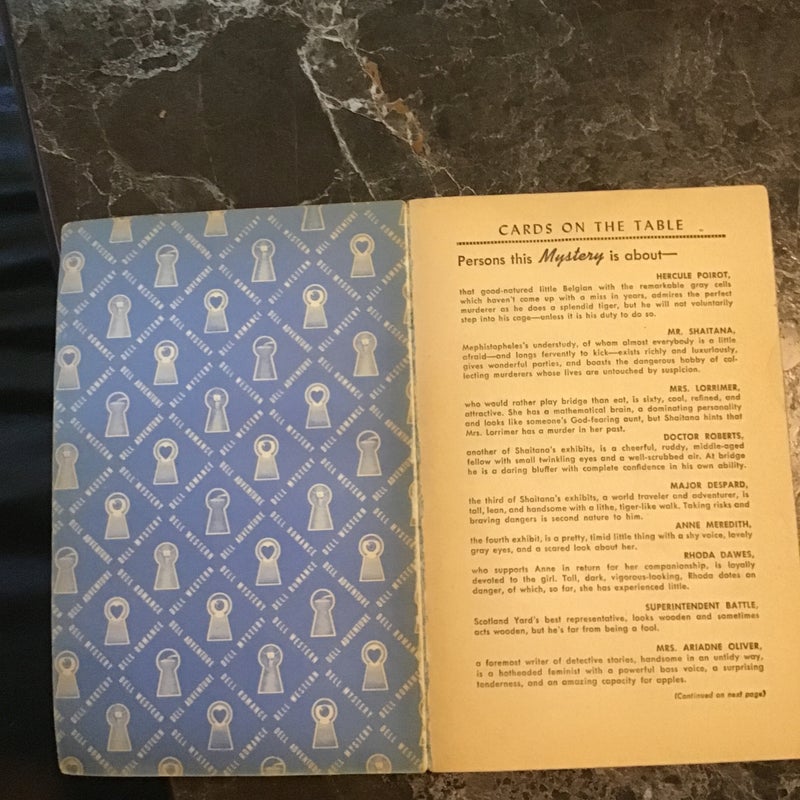 DELL MYSTERY
DELL ADVENTURE
DELL ROMANCE
DELL WESTERN
CARDS ON THE TABLE
Persons this Mystery is about—
HERCULE POIROT,
that good-natured little Belgian with the remarkable gray cells
which haven't come up with a miss in years, admires the perfect
murderer as he does a splendid tiger, but he will not voluntarily
step into his cage—unless it is his duty to do so.
MR. SHAITANA,
Mephistopheles's understudy, of whom almost everybody is a little
afraid—and longs fervently to kick—exists richly and luxuriously,
gives wonderful parties, and boasts the dangerous hobby of col-
lecting murderers whose lives are untouched by suspicion.
MRS. LORRIMER,
who would rather play bridge than eat, is sixty, cool, refined, and
attractive. She has a mathematical brain, a dominating personality
and looks like someone's God-fearing aunt, but Shaitana hints that
Mrs. Lorrimer has a murder in her past.
DOCTOR ROBERTS,
another of Shaitana's exhibits, is a cheerful, ruddy, middle-aged
fellow with small twinkling eyes and a well-scrubbed air. At bridge
he is a daring bluffer with complete confidence in his own ability.
MAJOR DESPARD,
the third of Shaitana's exhibits, a world traveler and adventurer, is
tall, lean, and handsome with a lithe, tiger-like walk. Taking risks and
braving dangers is second nature to him.
ANNE MEREDITH,
the fourth exhibit, is a pretty, timid little thing with a shy voice, lovely
gray eyes, and a scared look about her.
RHODA DAWES,
who supports Anne in return for her companionship, is loyally
devoted to the girl. Tall, dark, vigorous-looking, Rhoda dotes on
danger, of which, so far, she has experienced little.
SUPERINTENDENT BATTLE,
Scotland Yard's best representative, looks wooden and sometimes
acts wooden, but he's far from being a fool.
MRS. ARIADNE OLIVER,
a foremost writer of detective stories, handsome in an untidy way,
is a hotheaded feminist with a powerful bass voice, a surprising
tenderness, and an amazing capacity for apples.
(Continued on next page)